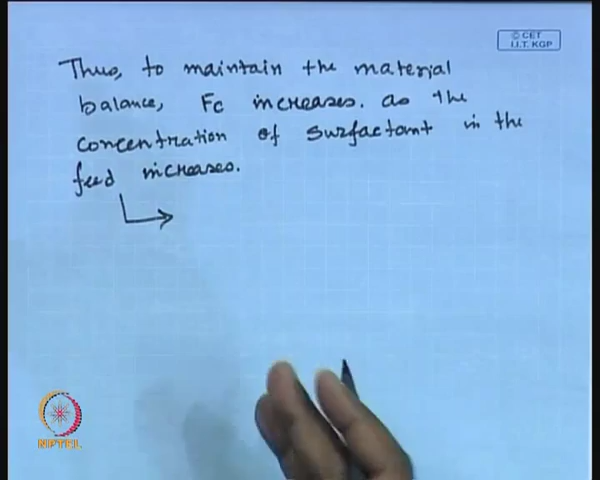 © CET
I.I.T. KGP
Thus, to maintain the material
balance, Fc increases. as the
concentration of surfactant in the
feed increases.
NPTEL